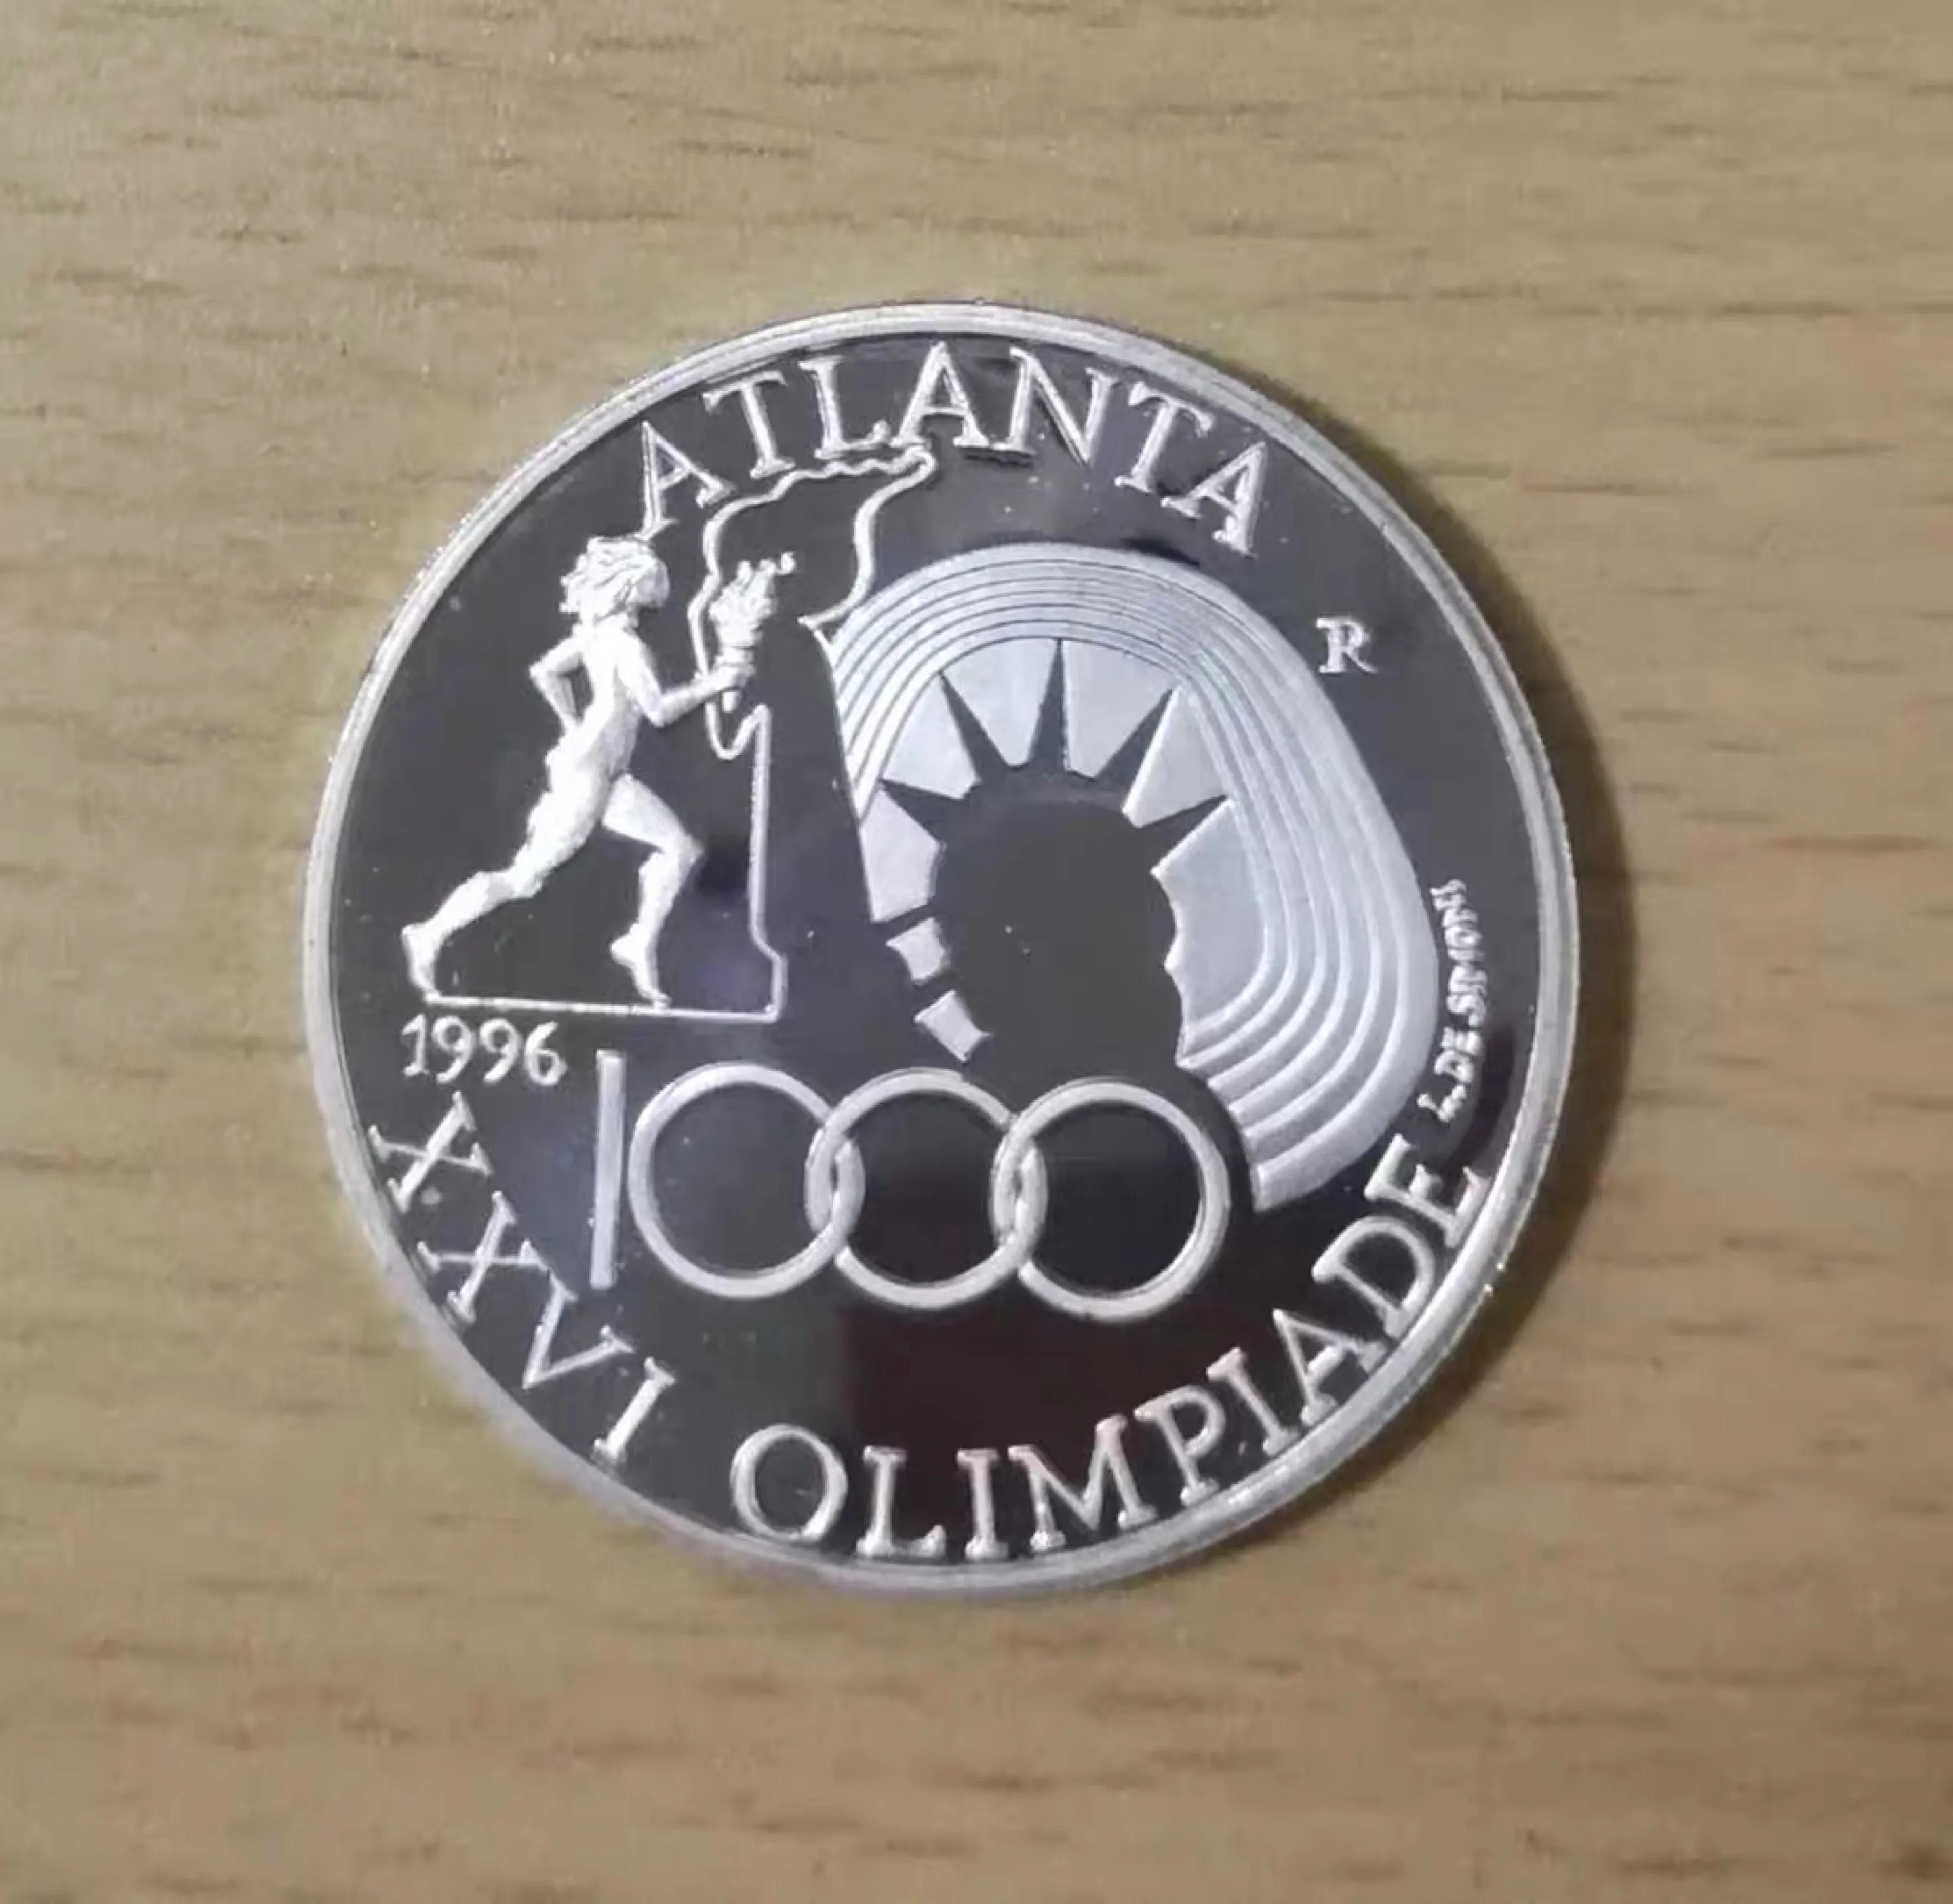 ATLANTA
R
1996
1000
L. DE SIMONI
XXVI OLIMPIADE